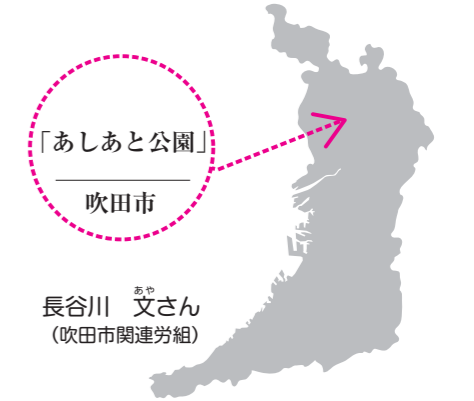 「あしあと公園」
吹田市
あや
長谷川　文さん
（吹田市関連労組）